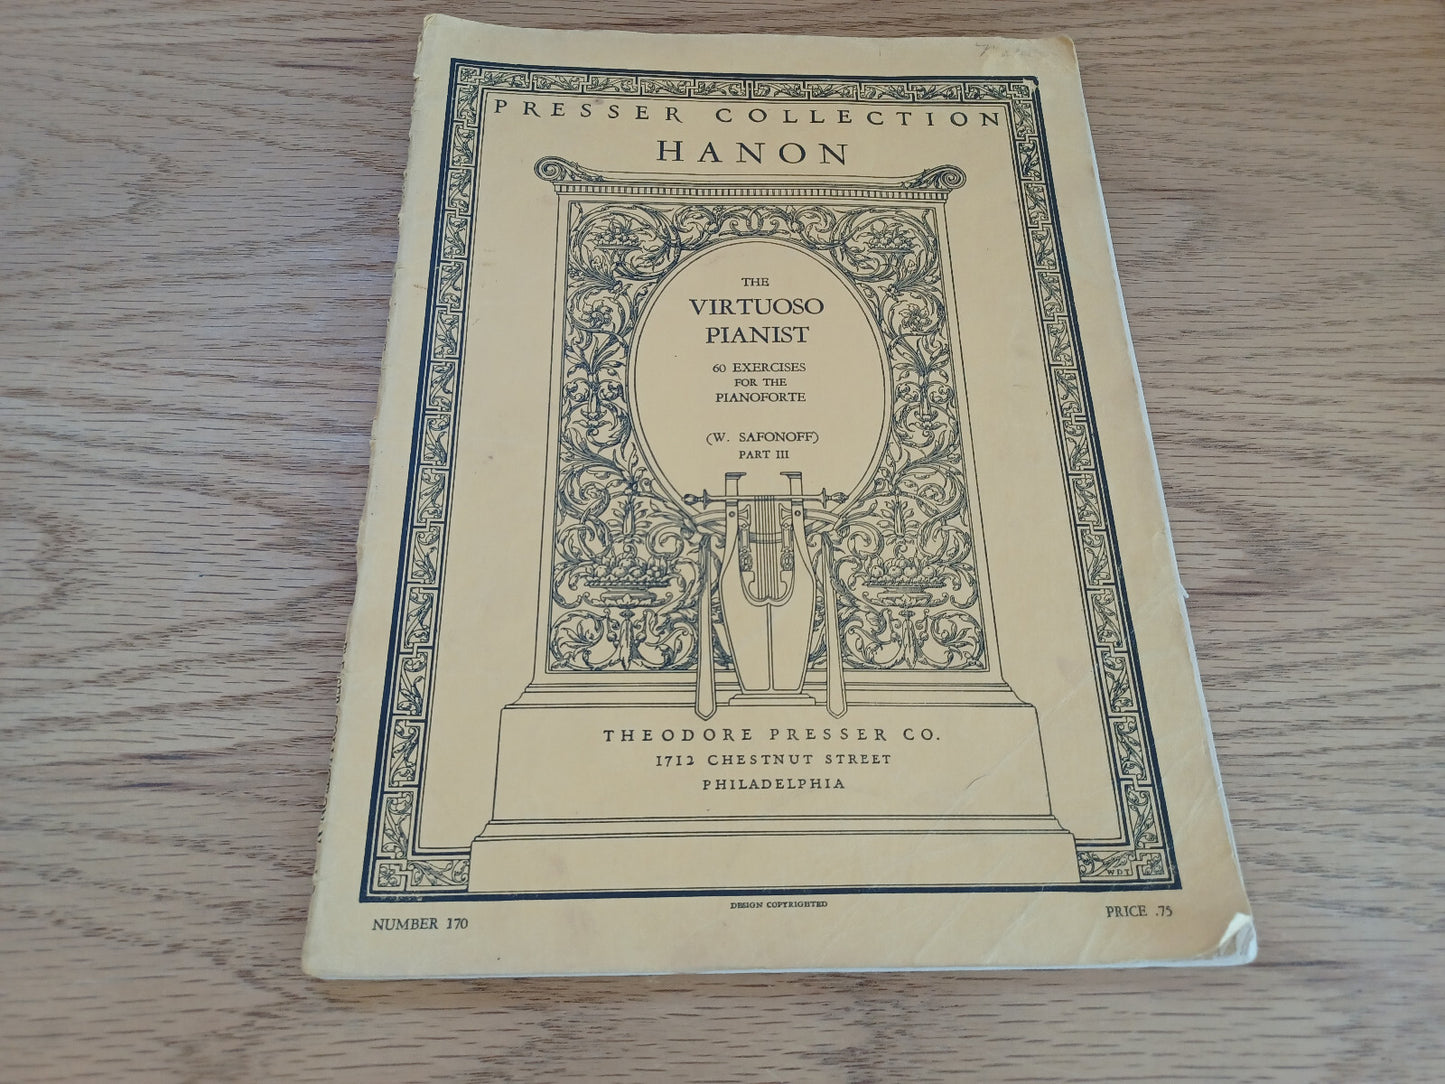 PRESSER COLLECTION
HANON
THE
VIRTUOSO
PIANIST
60 EXERCISES
FOR THE
PIANOFORTE
(W. SAFONOFF)
PART III
THEODORE PRESSER CO.
1712 CHESTNUT STREET
PHILADELPHIA
WDT
DESIGN COPYRIGHTED
NUMBER 170
PRICE .75